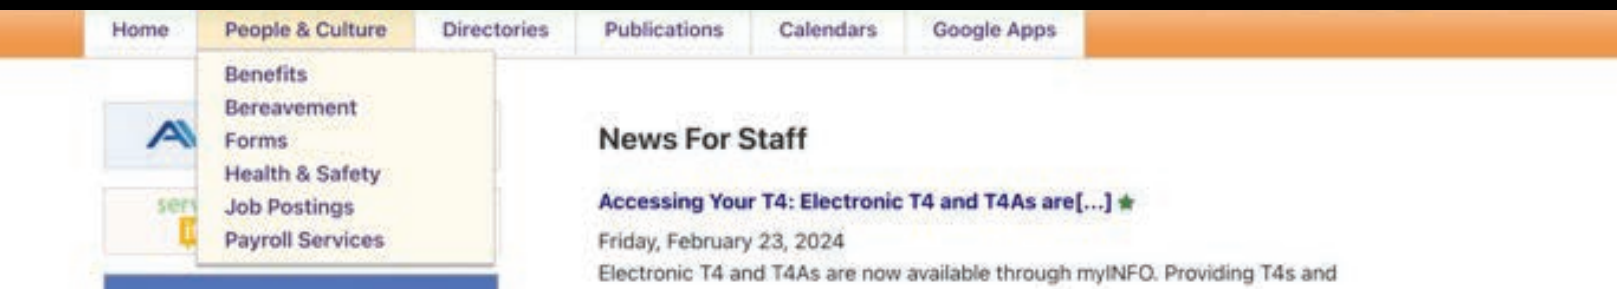 Home People & Culture Directories Publications Calendars Google Apps
Benefits
Bereavement
Forms
Health & Safety
Job Postings
Payroll Services
News For Staff
Accessing Your T4: Electronic T4 and T4As are[...] ★
Friday, February 23, 2024
Electronic T4 and T4As are now available through myINFO. Providing T4s and